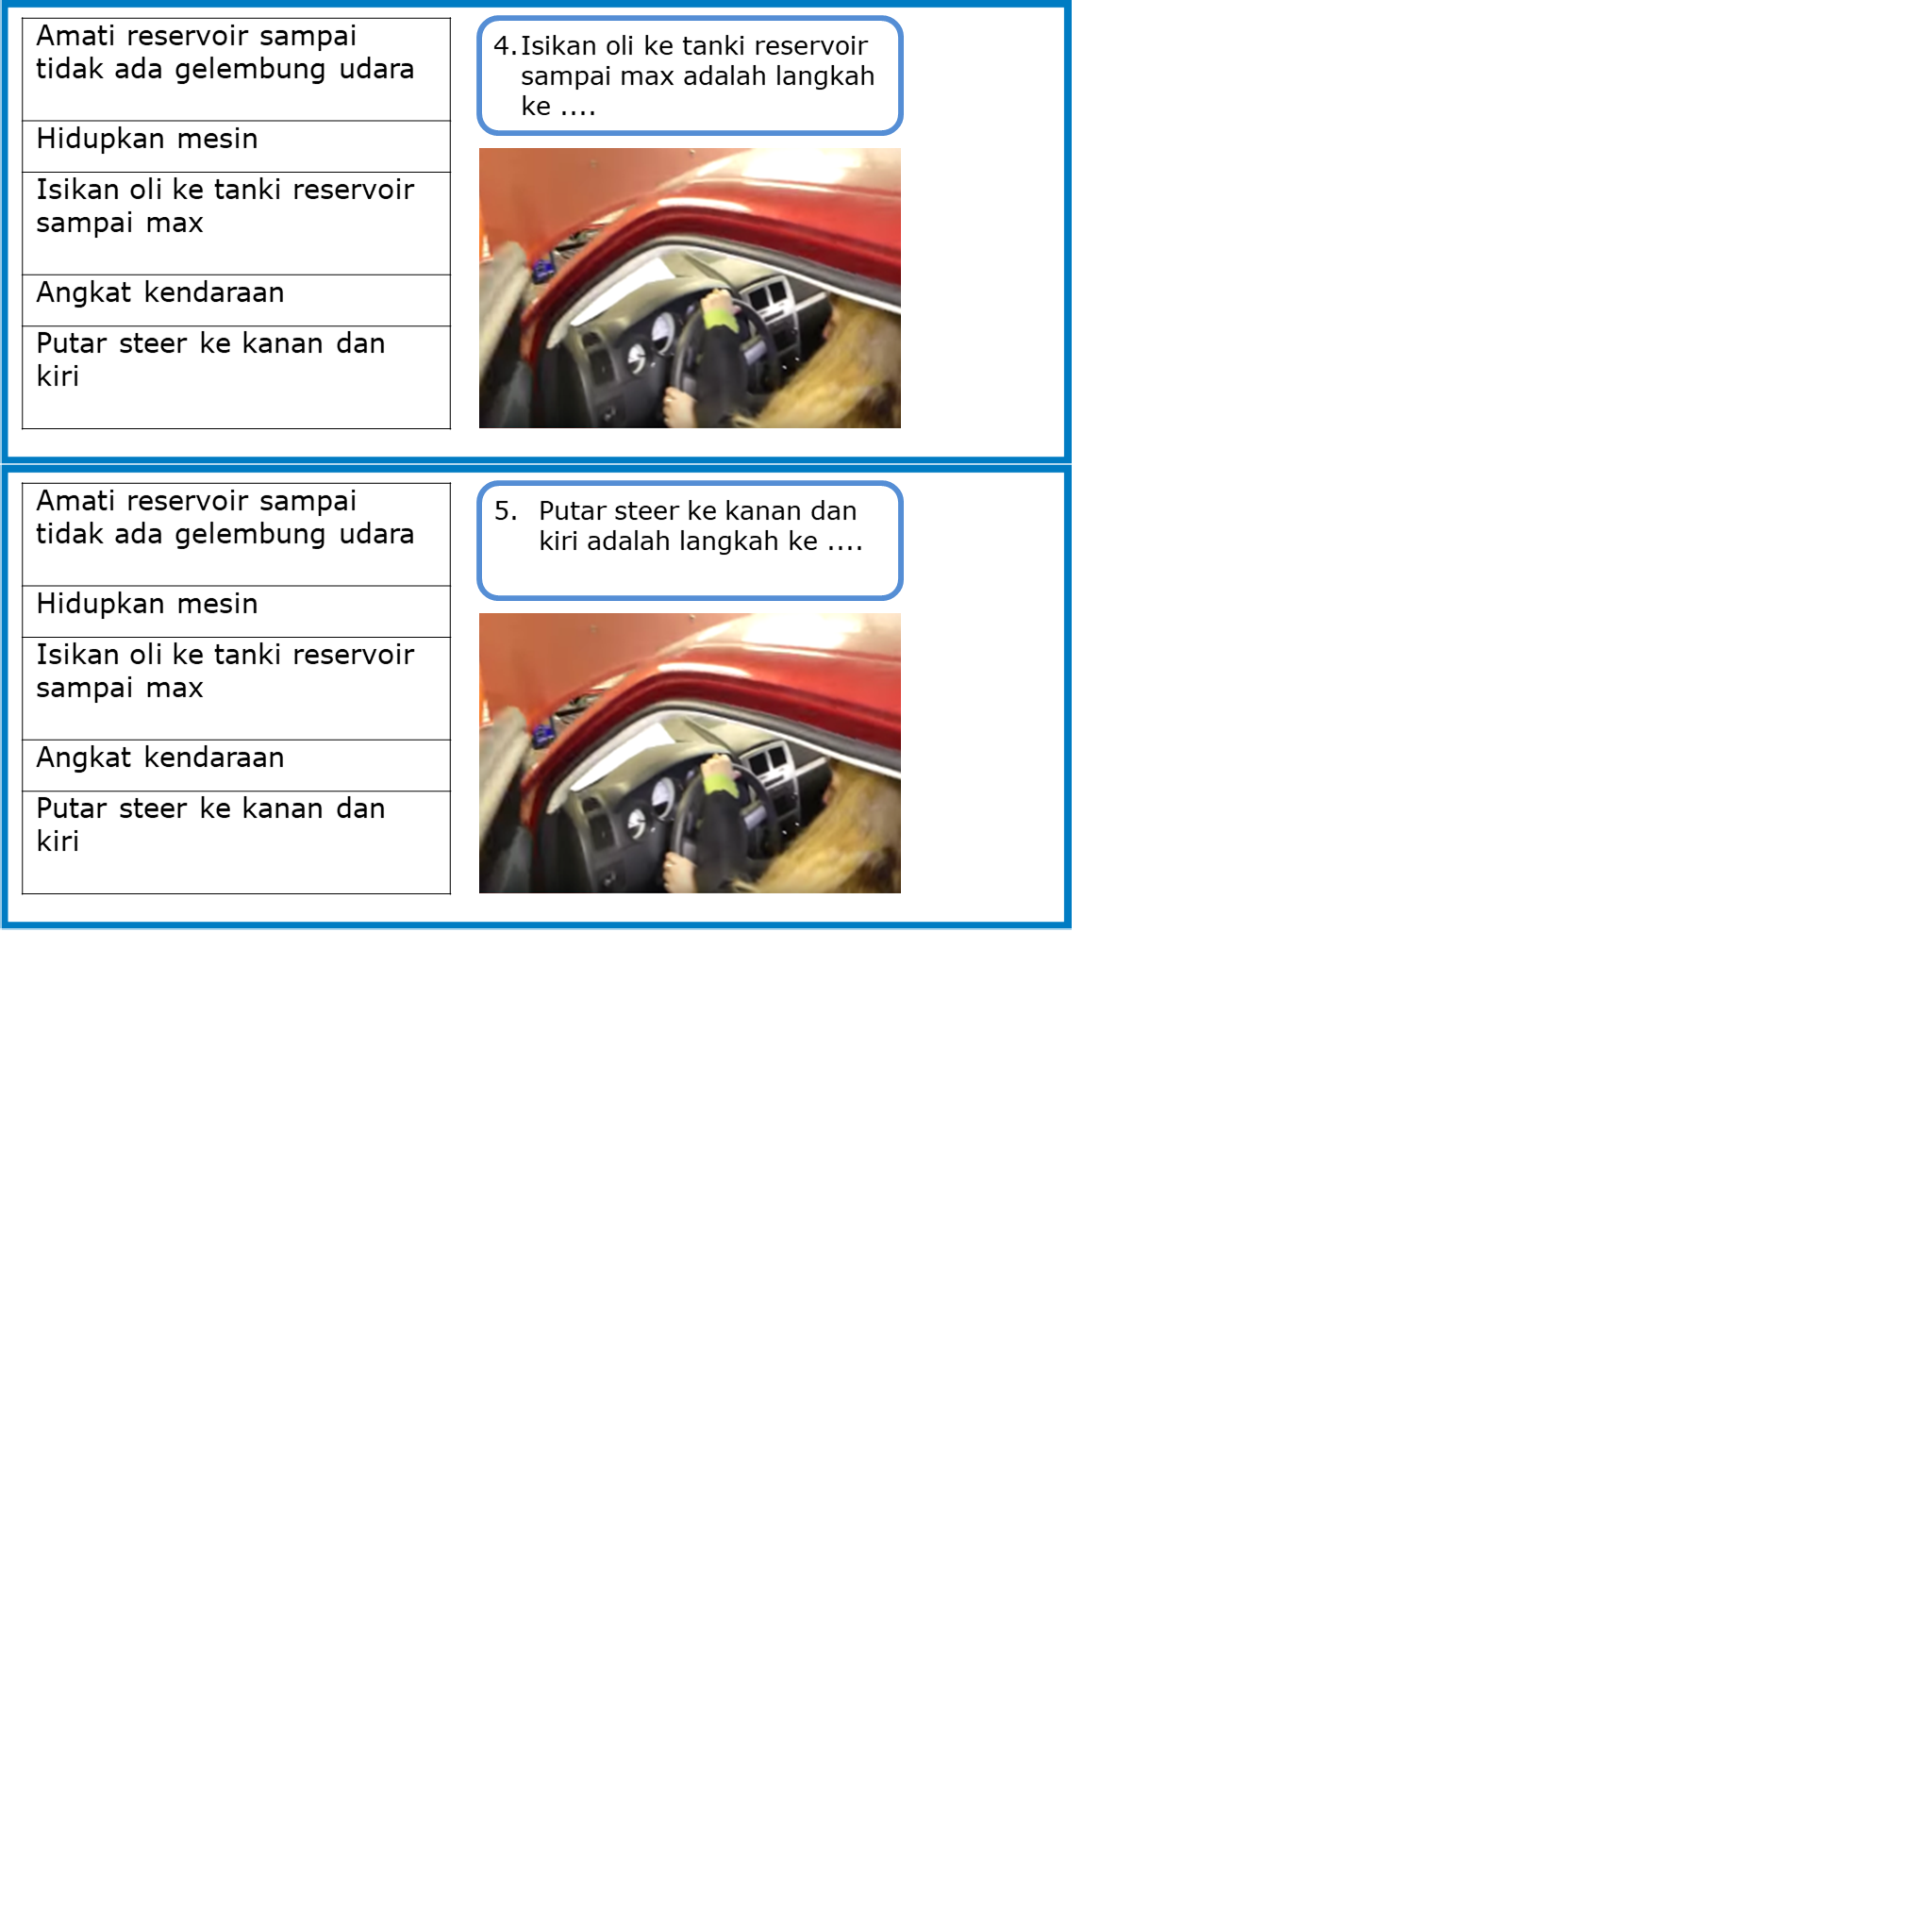 Amati reservoir sampai
tidak ada gelembung udara
Hidupkan mesin
Isikan oli ke tanki reservoir
sampai max
Angkat kendaraan
Putar steer ke kanan dan
kiri
4. Isikan oli ke tanki reservoir
sampai max adalah langkah
ke ....
Amati reservoir sampai
tidak ada gelembung udara
Hidupkan mesin
Isikan oli ke tanki reservoir
sampai max
Angkat kendaraan
Putar steer ke kanan dan
kiri
5. Putar steer ke kanan dan
kiri adalah langkah ke ....